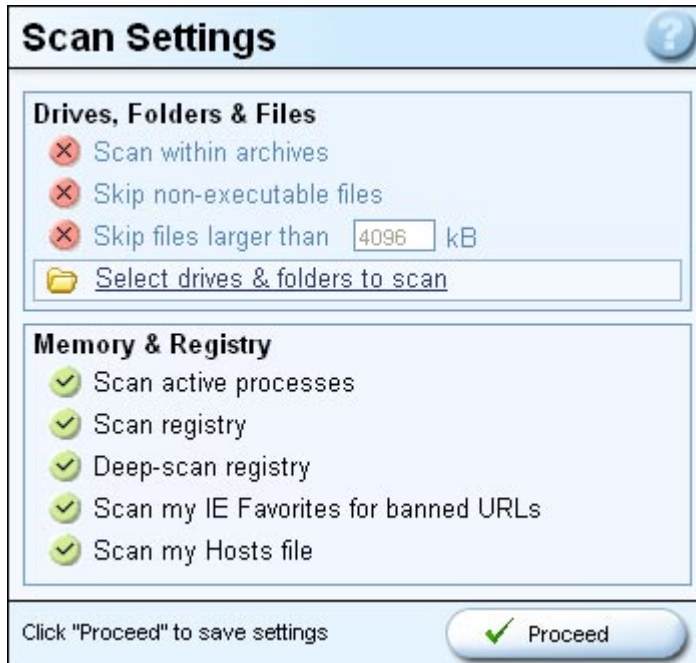 Scan Settings
?
Drives, Folders & Files
Scan within archives
Skip non-executable files
Skip files larger than 4096 kB
Select drives & folders to scan
Memory & Registry
Scan active processes
Scan registry
Deep-scan registry
Scan my IE Favorites for banned URLs
Scan my Hosts file
Click "Proceed" to save settings
Proceed